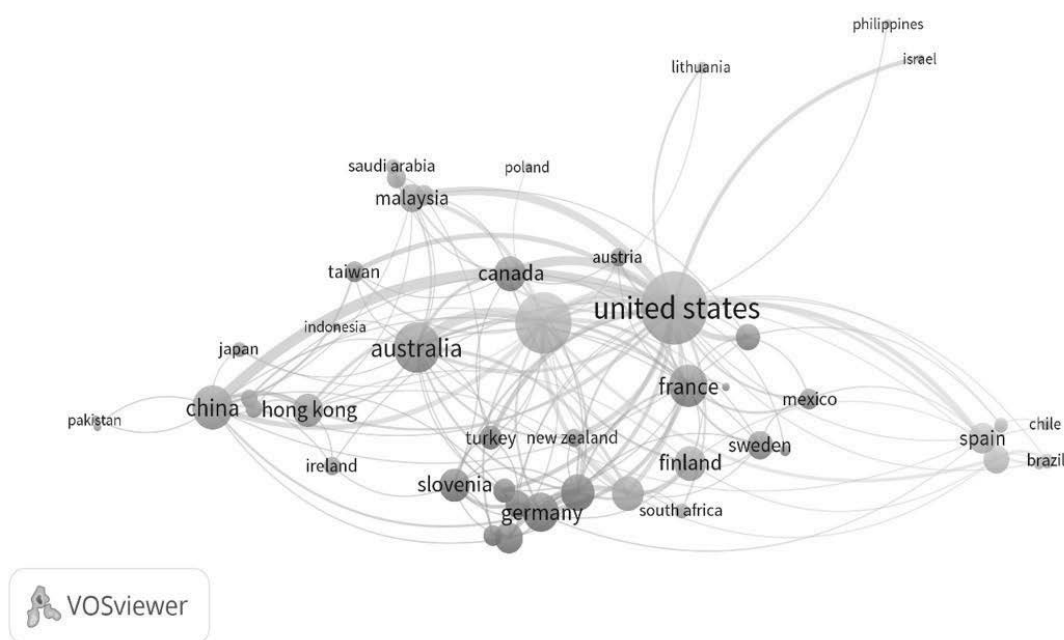 philippines
israel
lithuania
saudi arabia
poland
malaysia
austria
taiwan
canada
united states
indonesia
japan
australia
france
mexico
china
hong kong
pakistan
chile
turkey
new zealand
sweden
spain
ireland
finland
brazil
slovenia
germany
south africa
VOSviewer